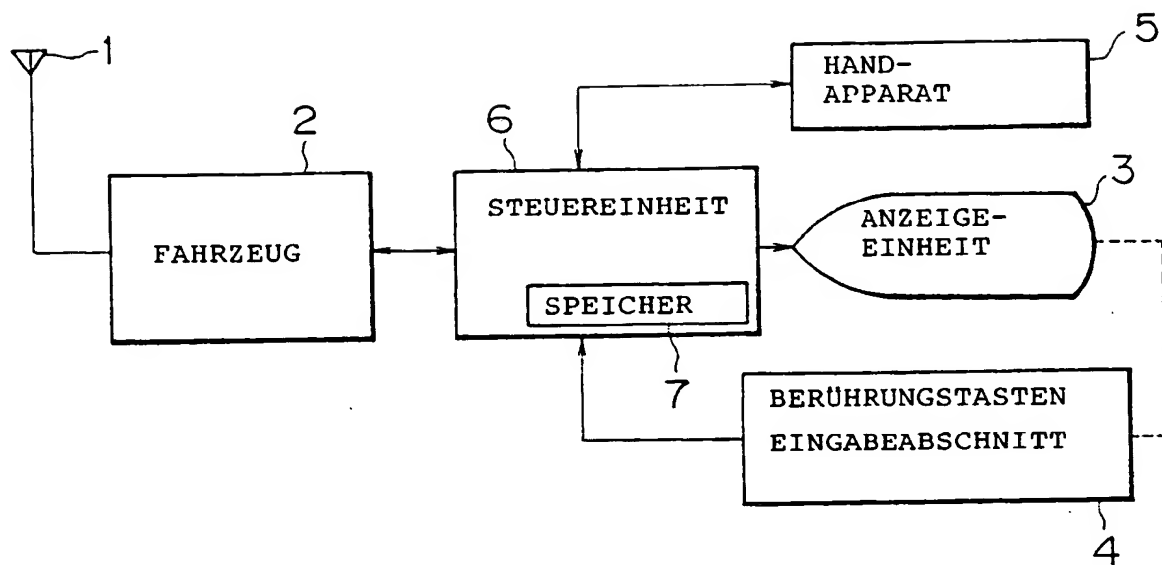 1
5
HAND-
APPARAT
2
6
3
STEUEREINHEIT
ANZEIGE-
EINHEIT
FAHRZEUG
SPEICHER
7
BERÜHRUNGSTASTEN
EINGABEABSCHNITT
4